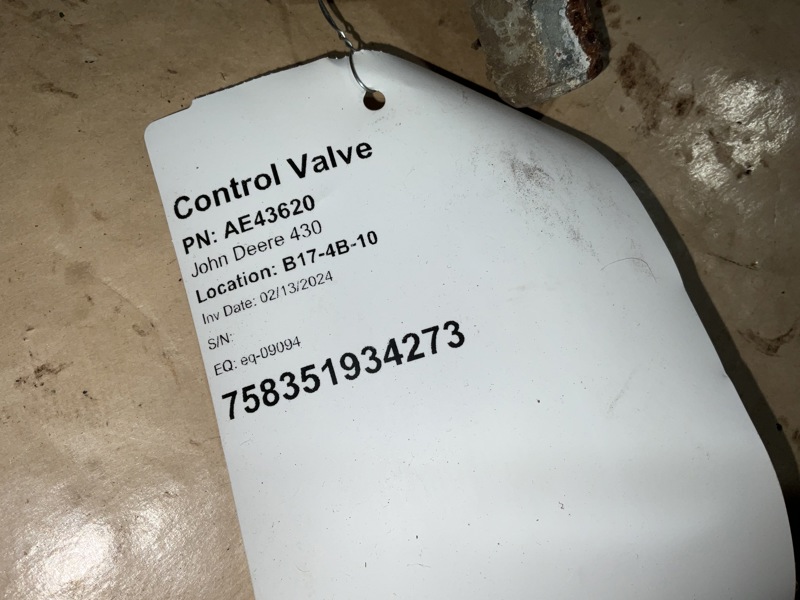 Control Valve
PN: AE43620
John Deere 430
Location: B17-4B-10
Inv Date: 02/13/2024
S/N:
EQ: eq-09094
758351934273